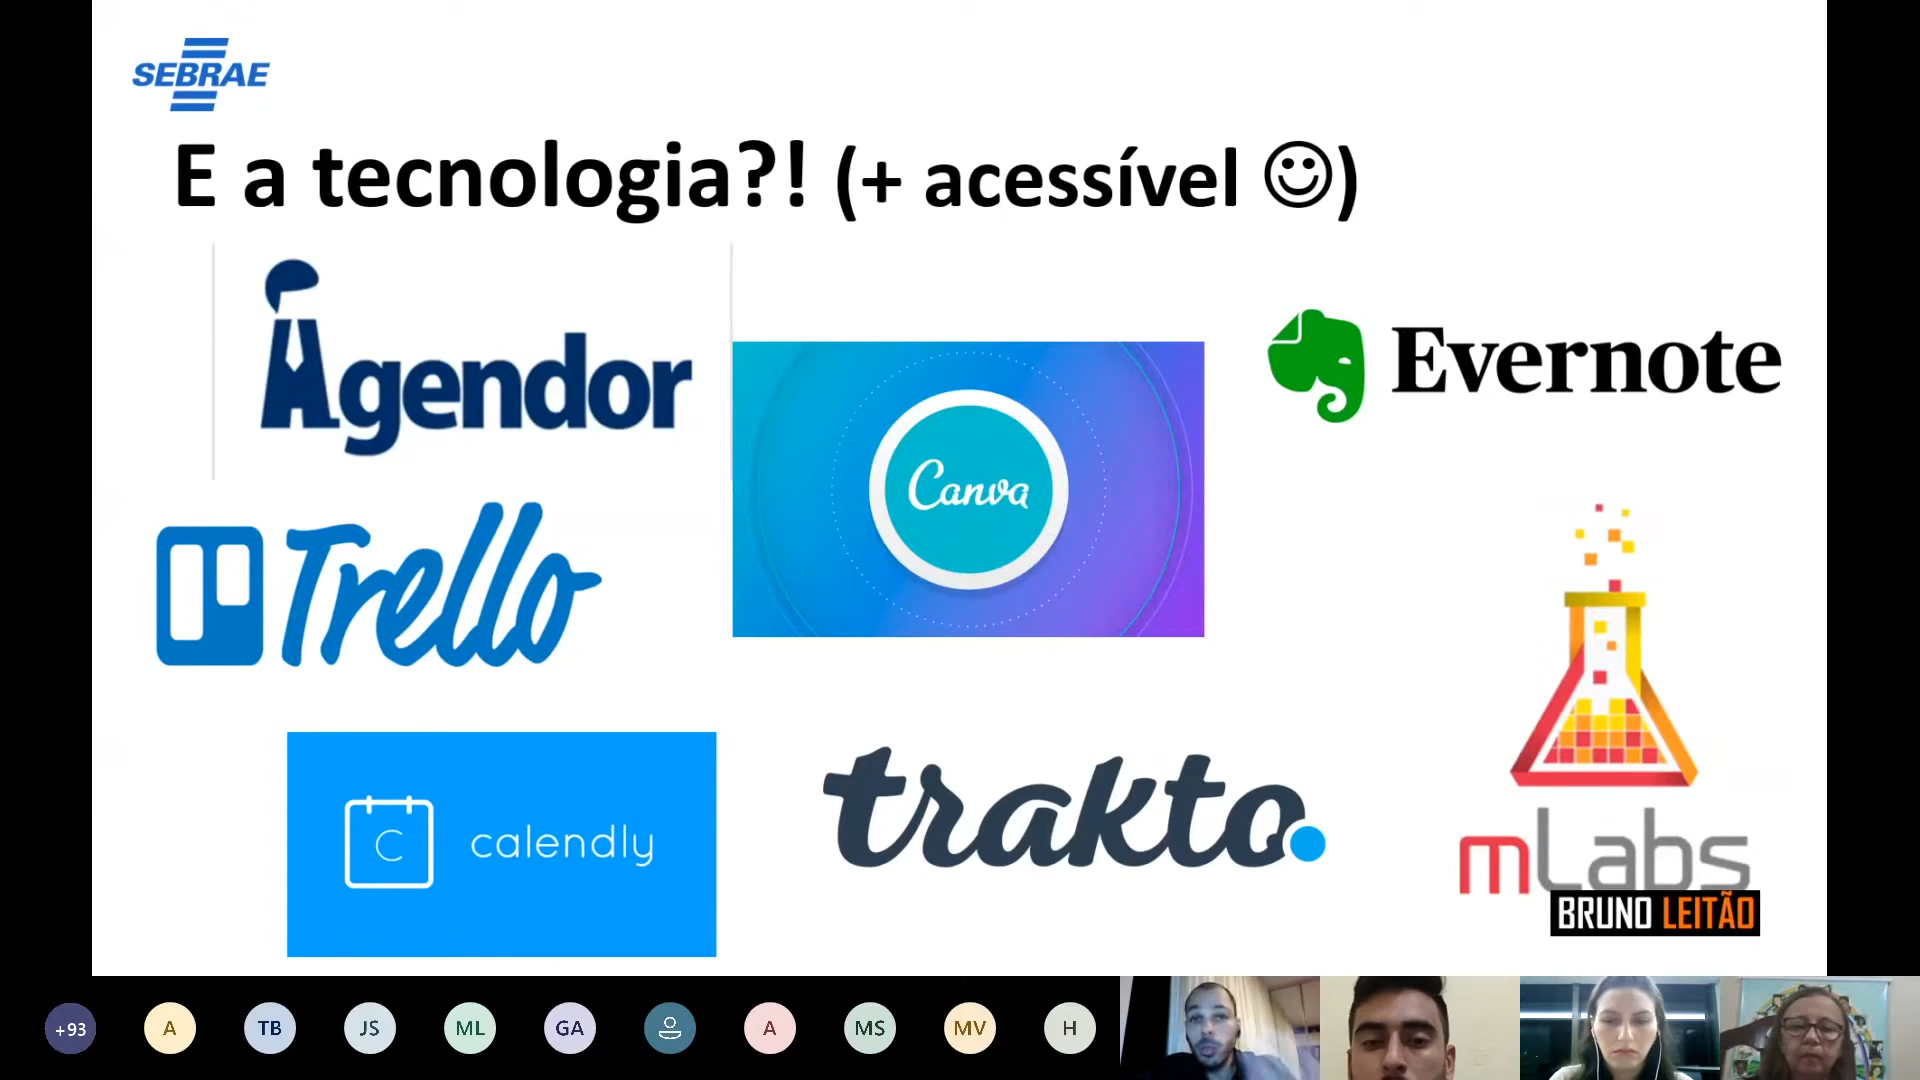 SEBRAE
E a tecnologia?! (+ acessível ☺)
Agendor
Canva
Evernote
Trello
calendly
C
trakto
mLabs
BRUNO LEITÃO
+93
A
TB
JS
ML
GA
A
MS
MV
H